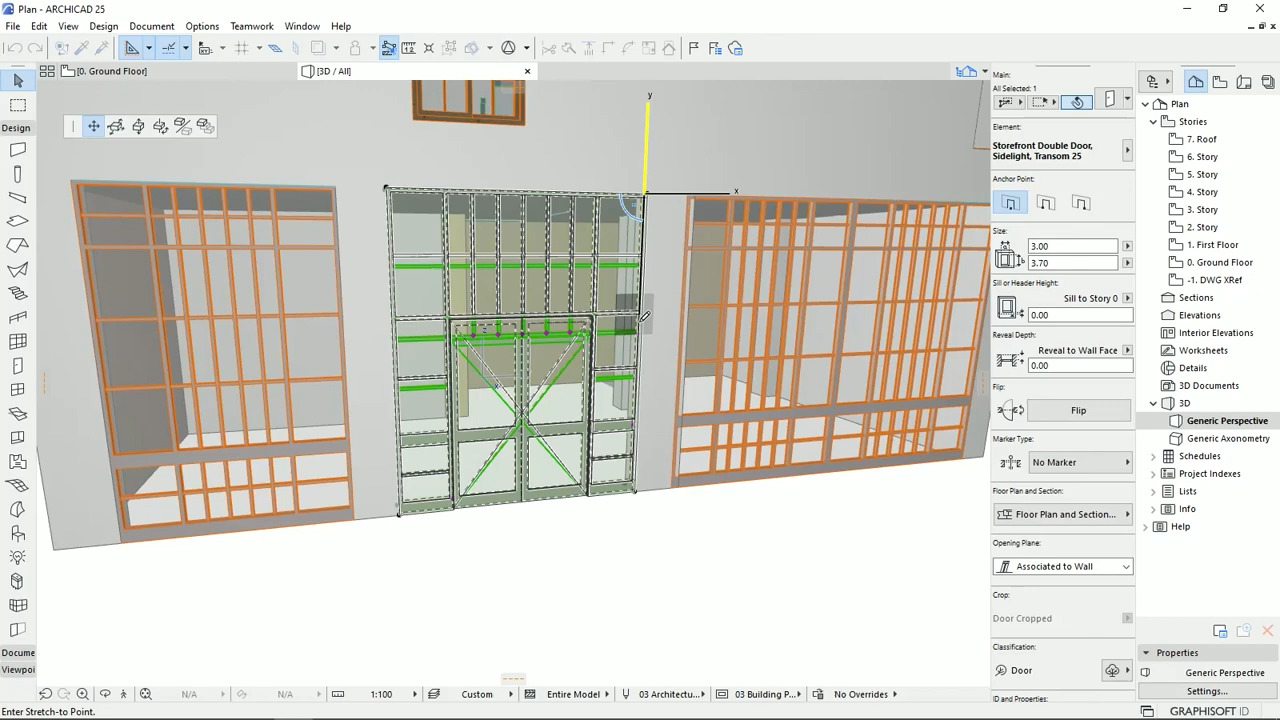 Plan - ARCHICAD 25
File Edit View Design Document Options Teamwork Window Help
[0. Ground Floor]
[3D / All]
Main:
All Selected: 1
Element:
Storefront Double Door,
Sidelight, Transom 25
Anchor Point:
Size:
3.00
3.70
Sill or Header Height:
Sill to Story 0
0.00
Reveal Depth:
Reveal to Wall Face
0.00
Flip:
Flip
Marker Type:
No Marker
Floor Plan and Section:
Floor Plan and Section...
Opening Plane:
Associated to Wall
Crop:
Door Cropped
Classification:
Door
ID and Properties:
Plan
Stories
7. Roof
6. Story
5. Story
4. Story
3. Story
2. Story
1. First Floor
0. Ground Floor
-1. DWG XRef
Sections
Elevations
Interior Elevations
Worksheets
Details
3D Documents
3D
Generic Perspective
Generic Axonometry
Schedules
Project Indexes
Lists
Info
Help
Properties
Generic Perspective
Settings...
GRAPHISOFT ID
Design
Docume
Viewpoi
y
x
N/A
N/A
1:100
Custom
Entire Model
03 Architectu...
03 Building P...
No Overrides
Enter Stretch-to Point.